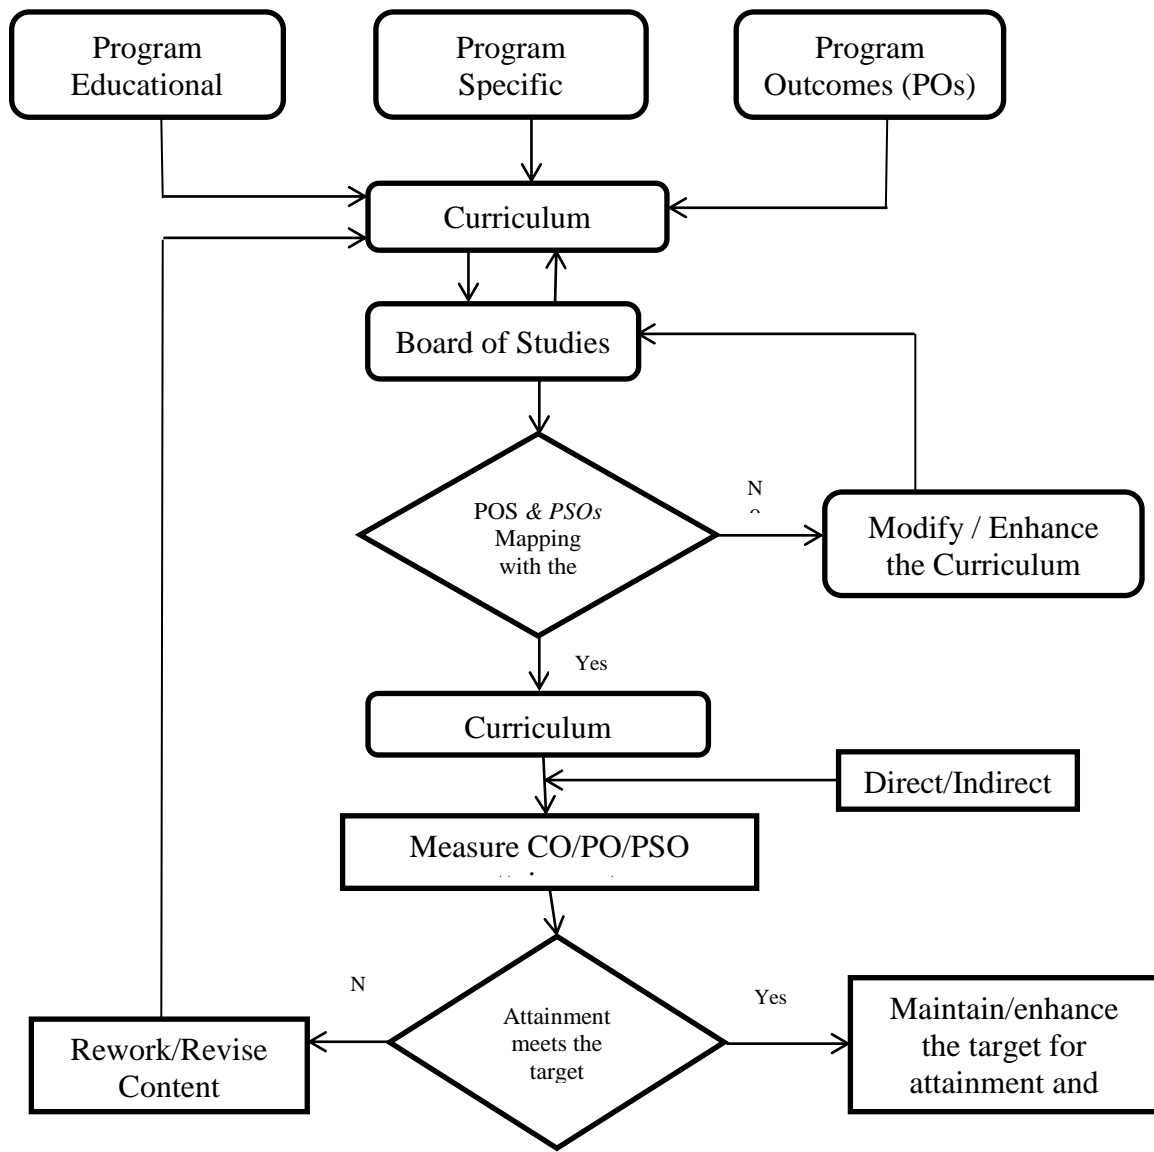 Program
Educational
Program
Specific
Program
Outcomes (POs)
Curriculum
Board of Studies
POS & PSOs
Mapping
with the
N
Modify / Enhance
the Curriculum
Yes
Curriculum
Direct/Indirect
Measure CO/PO/PSO
N
Yes
Attainment
meets the
target
Rework/Revise
Content
Maintain/enhance
the target for
attainment and